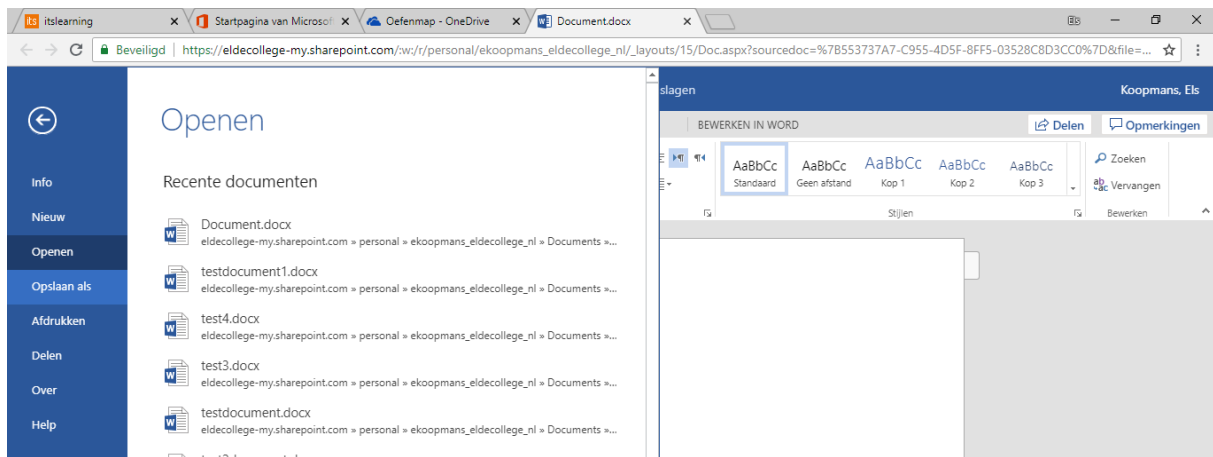 its itslearning
Startpagina van Microsof
Oefenmap - OneDrive
Document.docx
Beveiligd
https://eldecollege-my.sharepoint.com/:w:/r/personal/ekoopmans_eldecollege_nl/_layouts/15/Doc.aspx?sourcedoc=%7B553737A7-C955-4D5F-8FF5-03528C8D3CC0%7D&file=...
slagen
Koopmans, Els
Openen
BEWERKEN IN WORD
Delen
Opmerkingen
Info
Nieuw
Openen
Opslaan als
Afdrukken
Delen
Over
Help
Recente documenten
Document.docx
eldecollege-my.sharepoint.com » personal » ekoopmans_eldecollege_nl » Documents »...
testdocument1.docx
eldecollege-my.sharepoint.com » personal » ekoopmans_eldecollege_nl » Documents »...
test4.docx
eldecollege-my.sharepoint.com » personal » ekoopmans_eldecollege_nl » Documents »...
test3.docx
eldecollege-my.sharepoint.com » personal » ekoopmans_eldecollege_nl » Documents »...
testdocument.docx
eldecollege-my.sharepoint.com » personal » ekoopmans_eldecollege_nl » Documents »...
AaBbCc AaBbCc AaBbCc AaBbCc AaBbCc
Standaard Geen afstand Kop 1 Kop 2 Kop 3
Stijlen
Zoeken
Vervangen
Bewerken